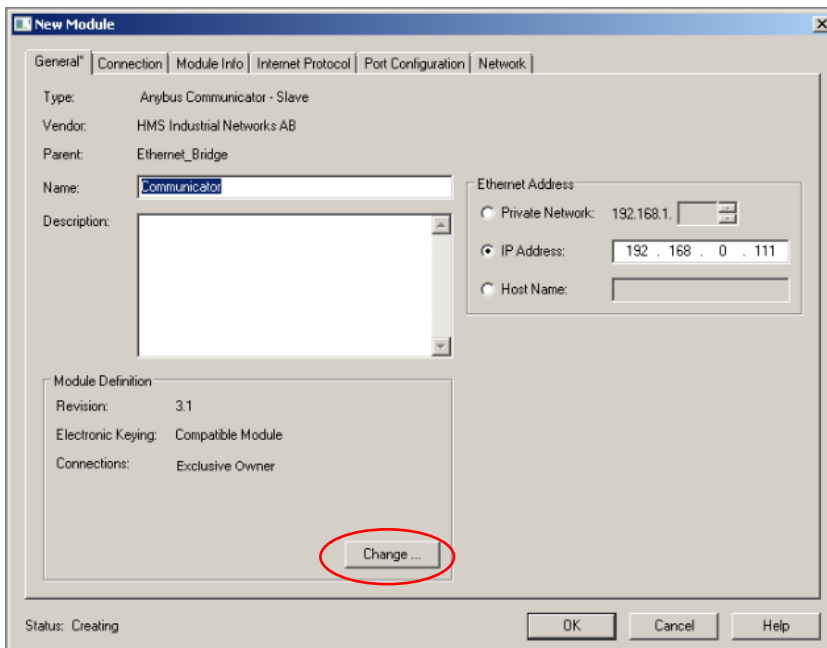 New Module
General* Connection Module Info Internet Protocol Port Configuration Network
Type: Anybus Communicator - Slave
Vendor: HMS Industrial Networks AB
Parent: Ethernet_Bridge
Name: Communicator
Description:
Ethernet Address
Private Network: 192.168.1.
IP Address: 192 . 168 . 0 . 111
Host Name:
Module Definition
Revision: 3.1
Electronic Keying: Compatible Module
Connections: Exclusive Owner
Change ...
Status: Creating
OK Cancel Help